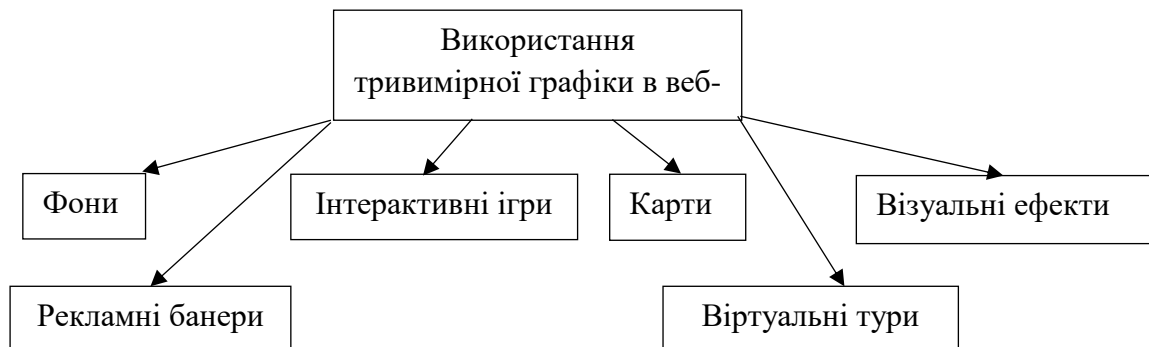 Використання
тривимірної графіки в веб-
Фони
Інтерактивні ігри
Карти
Візуальні ефекти
Рекламні банери
Віртуальні тури